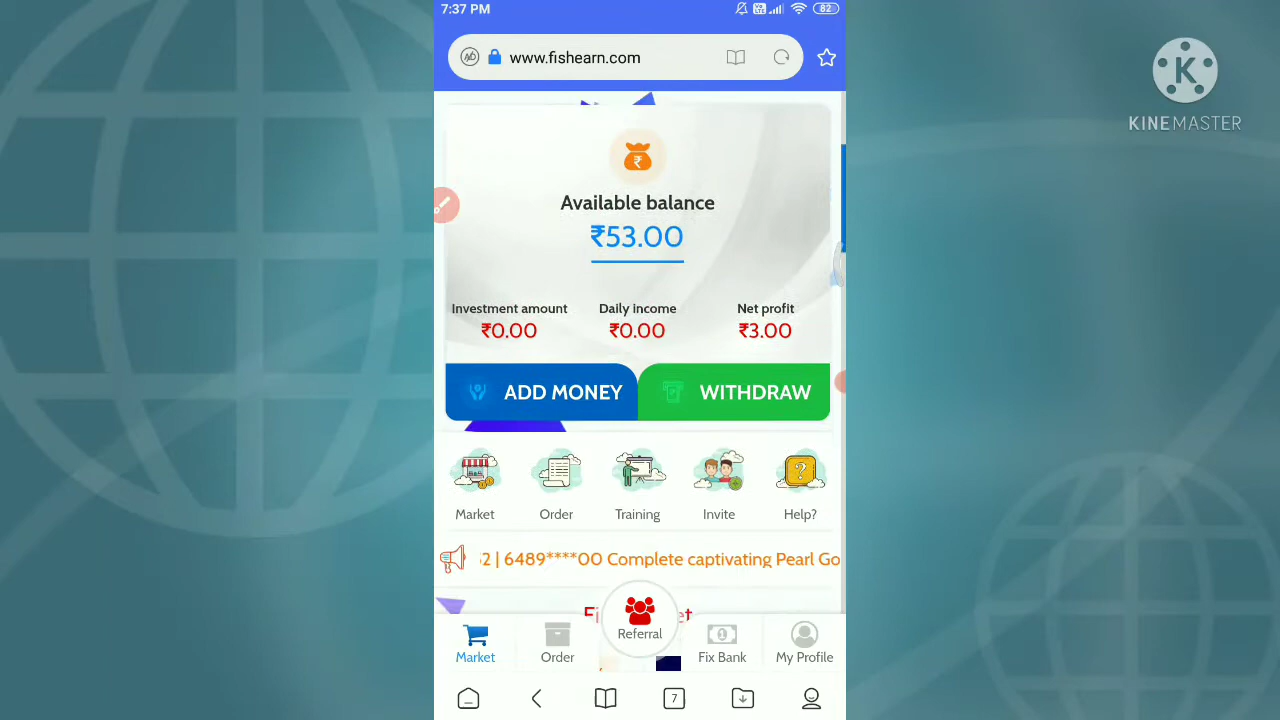 7:37 PM
82
www.fishearn.com
KINEMASTER
Available balance
₹53.00
Investment amount Daily income Net profit
₹0.00 ₹0.00 ₹3.00
ADD MONEY WITHDRAW
Market Order Training Invite Help?
| 6489****00 Complete captivating Pearl Go
Referral
Market Order Fix Bank My Profile
7